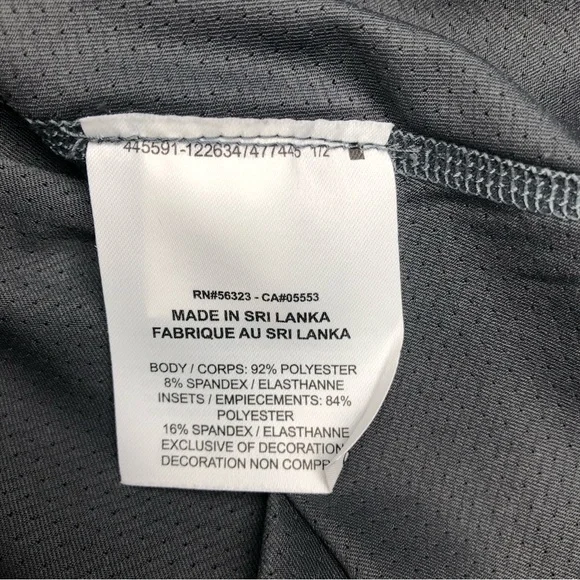 445591-122634/477445 1/2
RN#56323 - CA#05553
MADE IN SRI LANKA
FABRIQUE AU SRI LANKA
BODY / CORPS: 92% POLYESTER
8% SPANDEX / ELASTHANNE
INSETS / EMPIECEMENTS: 84%
POLYESTER
16% SPANDEX / ELASTHANNE
EXCLUSIVE OF DECORATION
DECORATION NON